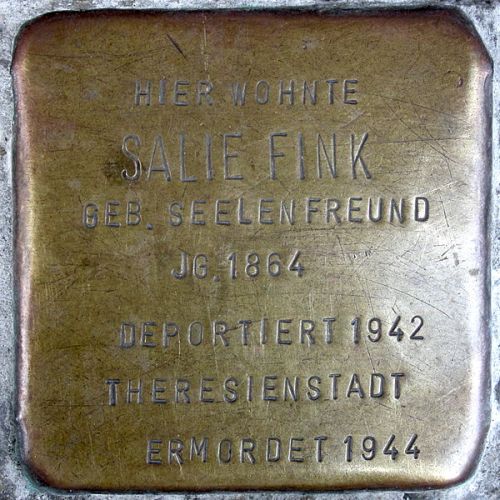 HIER WOHNTE
SALIE FINK
GEB. SEELENFREUND
JG. 1864
DEPORTIERT 1942
THERESIENSTADT
ERMORDET 1944